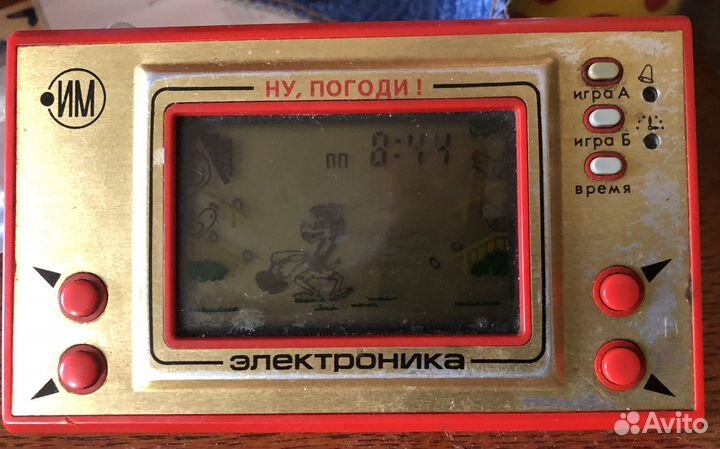 ИМ
НУ, ПОГОДИ!
игра А
игра Б
время
ПП 8:44
электроника
Avito